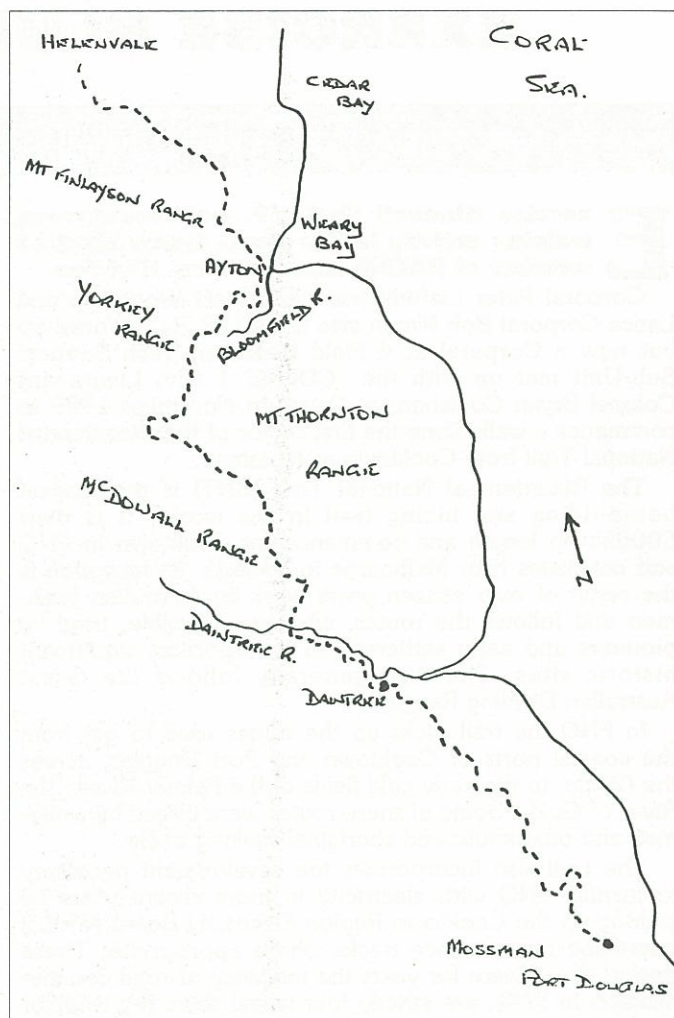 HELENVALE
CORAL
SEA.
CEDAR
BAY
MT FINLAYSON RANGE
WEARY
BAY
AYTON
YORKEY
RANGE
BLOOMFIELD R
MT THORNTON
RANGE
MCDOWALL RANGE
N
DAINTREE R.
DAINTREE
MOSSMAN
PORT DOUGLAS